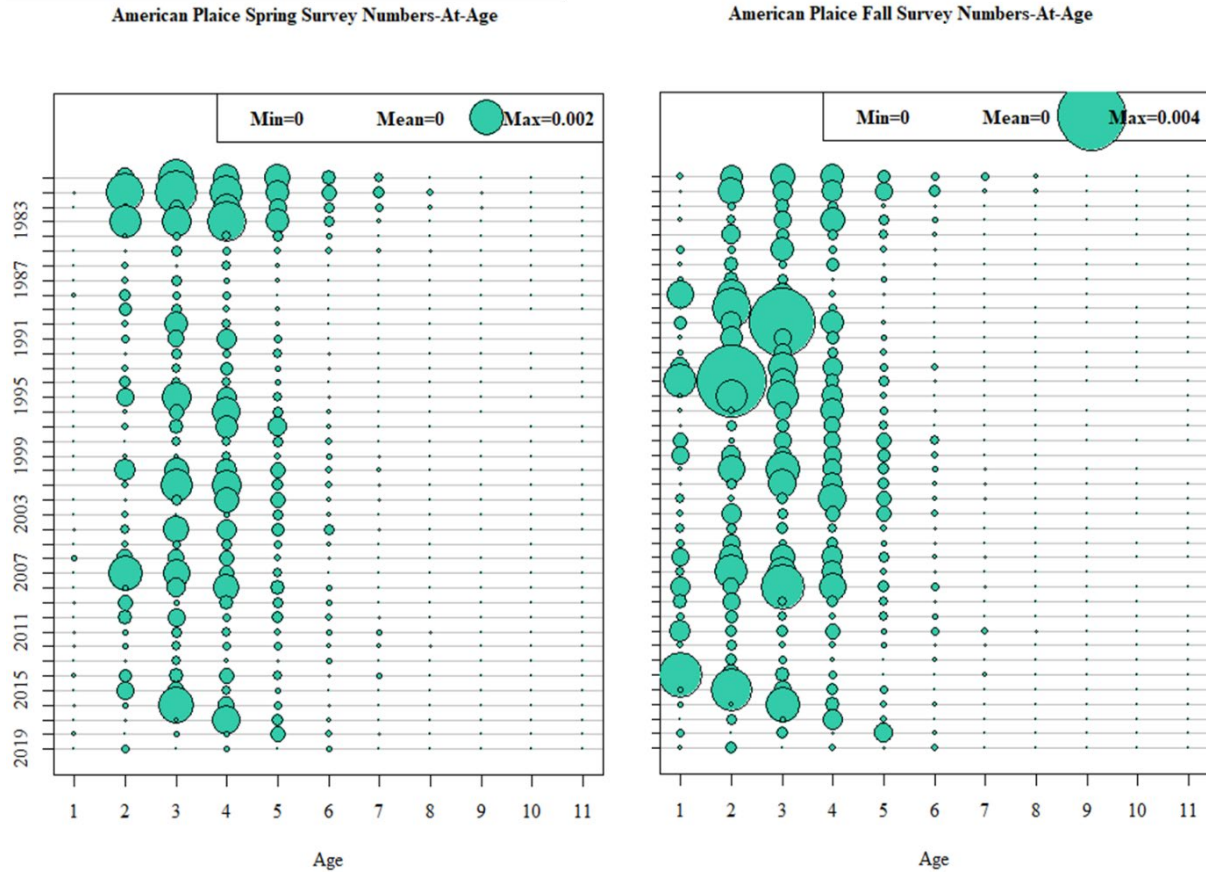 American Plaice Spring Survey Numbers-At-Age
American Plaice Fall Survey Numbers-At-Age
Min=0 Mean=0 Max=0.002
Min=0 Mean=0 Max=0.004
1983
1987
1991
1995
1999
2003
2007
2011
2015
2019
1 2 3 4 5 6 7 8 9 10 11
Age
1 2 3 4 5 6 7 8 9 10 11
Age